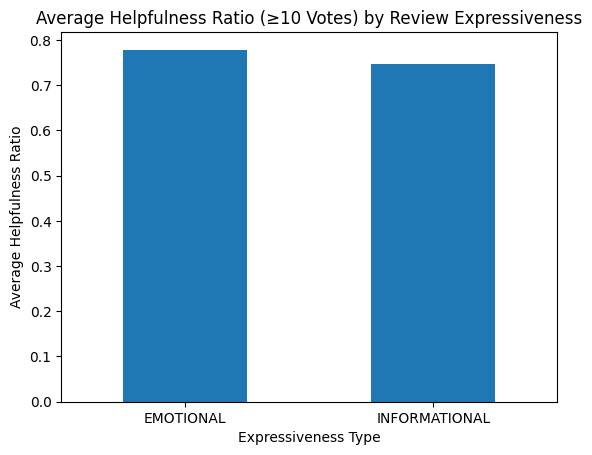 Average Helpfulness Ratio (≥10 Votes) by Review Expressiveness
0.8
0.7
0.6
0.5
0.4
0.3
0.2
0.1
0.0
Average Helpfulness Ratio
EMOTIONAL
INFORMATIONAL
Expressiveness Type